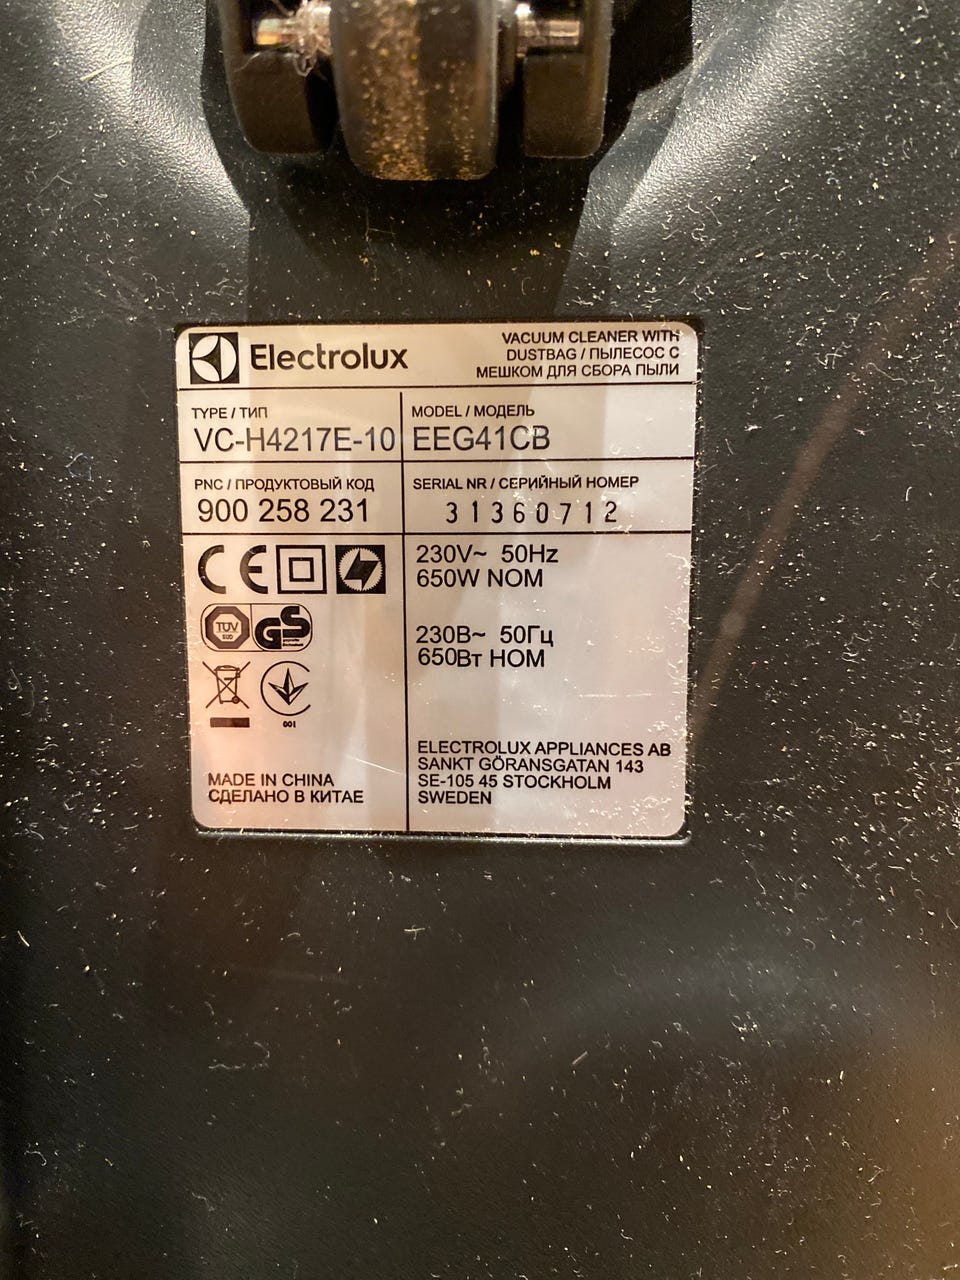 Electrolux
VACUUM CLEANER WITH
DUSTBAG / ПЫЛЕСОС С
МЕШКОМ ДЛЯ СБОРА ПЫЛИ
TYPE / ТИП
VC-H4217E-10
MODEL / МОДЕЛЬ
EEG41CB
PNC / ПРОДУКТОВЫЙ КОД
900 258 231
SERIAL NR / СЕРИЙНЫЙ НОМЕР
31360712
CE
TÜV
SÜD
GS
001
230V~ 50Hz
650W NOM
230В~ 50Гц
650Вт НОМ
MADE IN CHINA
СДЕЛАНО В КИТАЕ
ELECTROLUX APPLIANCES AB
SANKT GÖRANSGATAN 143
SE-105 45 STOCKHOLM
SWEDEN